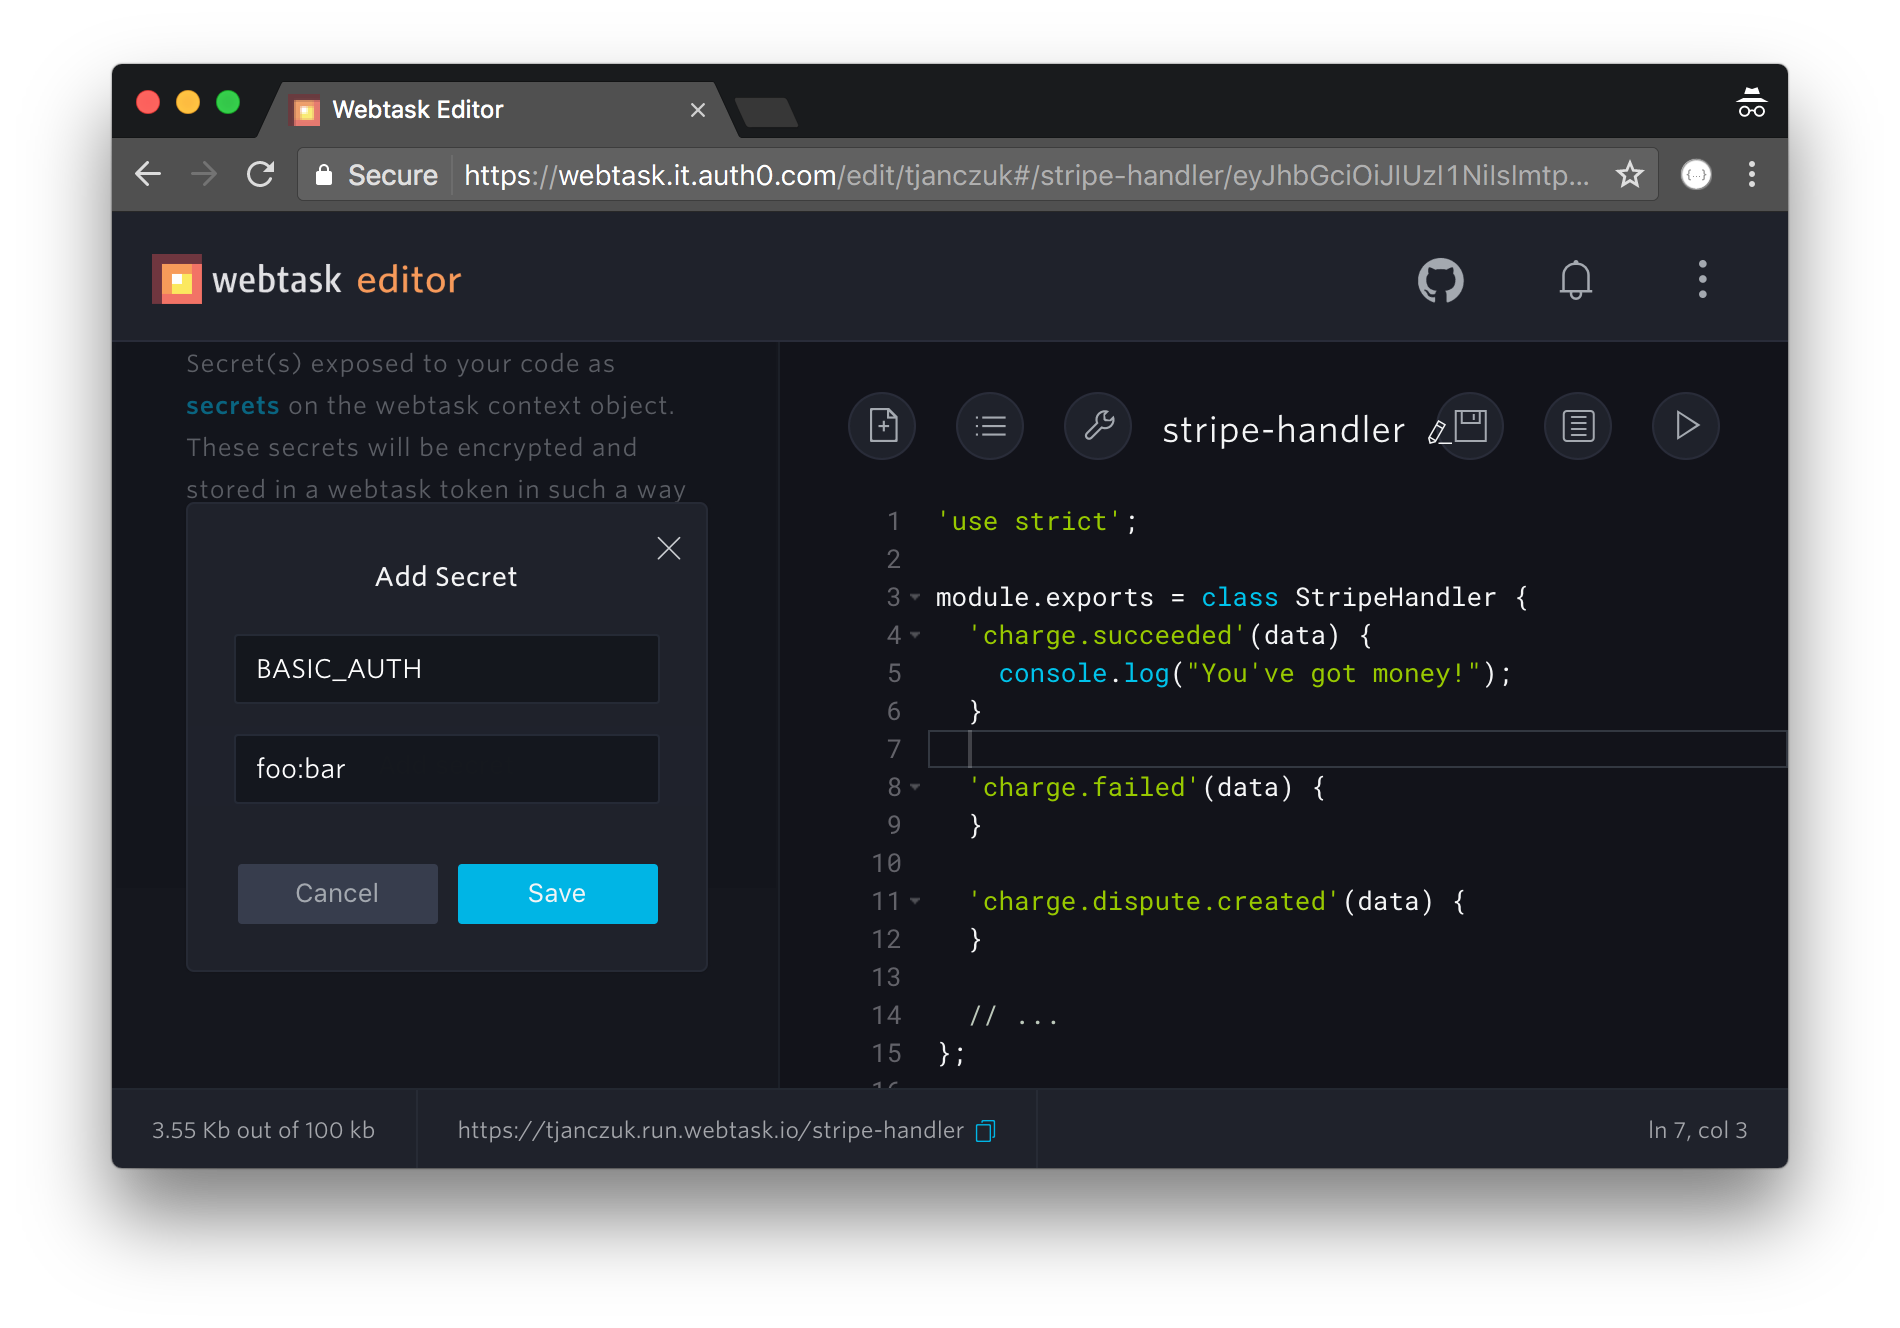 Webtask Editor
Secure https://webtask.it.auth0.com/edit/tjanczuk#/stripe-handler/eyJhbGciOiJIUzI1NiIsImtp...
webtask editor
Secret(s) exposed to your code as
secrets on the webtask context object.
These secrets will be encrypted and
stored in a webtask token in such a way
Add Secret
BASIC_AUTH
foo:bar
Cancel Save
stripe-handler
1 'use strict';
2
3 module.exports = class StripeHandler {
4 'charge.succeeded'(data) {
5 console.log("You've got money!");
6 }
7
8 'charge.failed'(data) {
9 }
10
11 'charge.dispute.created'(data) {
12 }
13
14 // ...
15 };
16
3.55 Kb out of 100 kb
https://tjanczuk.run.webtask.io/stripe-handler
ln 7, col 3